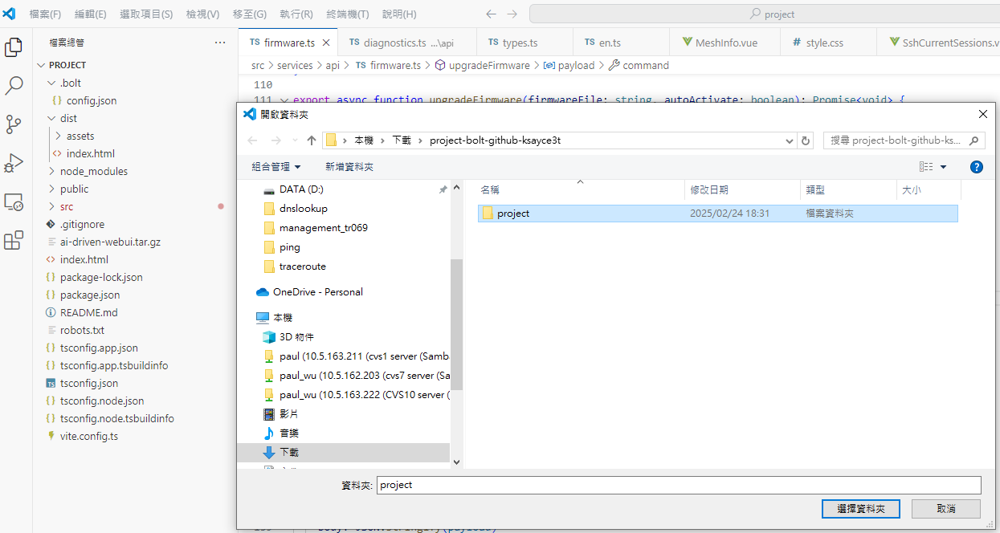 檔案(F) 編輯(E) 選取項目(S) 檢視(V) 移至(G) 執行(R) 終端機(T) 說明(H) project
檔案總管
PROJECT
.bolt
config.json
dist
assets
index.html
node_modules
public
src
.gitignore
ai-driven-webui.tar.gz
index.html
package-lock.json
package.json
README.md
robots.txt
tsconfig.app.json
tsconfig.app.tsbuildinfo
tsconfig.json
tsconfig.node.json
tsconfig.node.tsbuildinfo
vite.config.ts
TS firmware.ts TS diagnostics.ts ...\api TS types.ts TS en.ts MeshInfo.vue # style.css SshCurrentSessions.v
src > services > api > TS firmware.ts > upgradeFirmware > payload > command
110
111 export async function upgradeFirmware(firmwareFile: string, autoActivate: boolean): Promise<void> {
開啟資料夾
本機 > 下載 > project-bolt-github-ksayce3t
搜尋 project-bolt-github-ks...
組合管理 新增資料夾
DATA (D:)
dnslookup
management_tr069
ping
traceroute
OneDrive - Personal
本機
3D 物件
paul (10.5.163.211 (cvs1 server (Samb
paul_wu (10.5.162.203 (cvs7 server (Sa
paul_wu (10.5.163.222 (CVS10 server (
影片
音樂
下載
名稱 修改日期 類型 大小
project 2025/02/24 18:31 檔案資料夾
資料夾: project
選擇資料夾 取消